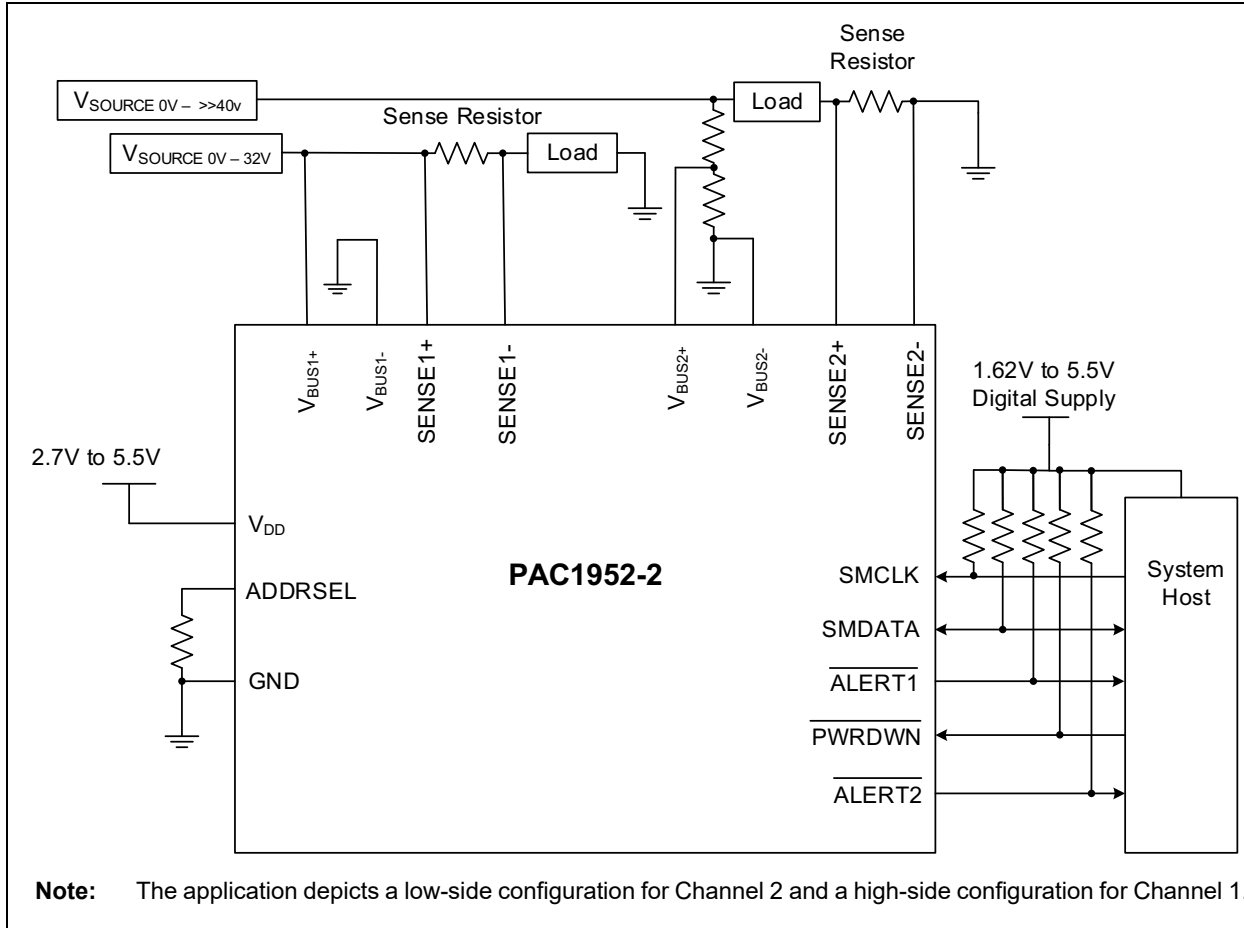 Sense
Resistor
VSOURCE 0V – >>40v
Load
Sense Resistor
VSOURCE 0V – 32V
Load
VBUS1+
VBUS1-
SENSE1+
SENSE1-
VBUS2+
VBUS2-
SENSE2+
SENSE2-
1.62V to 5.5V
Digital Supply
2.7V to 5.5V
VDD
ADDRSEL
GND
PAC1952-2
SMCLK
SMDATA
ALERT1
PWRDWN
ALERT2
System
Host
Note: The application depicts a low-side configuration for Channel 2 and a high-side configuration for Channel 1.